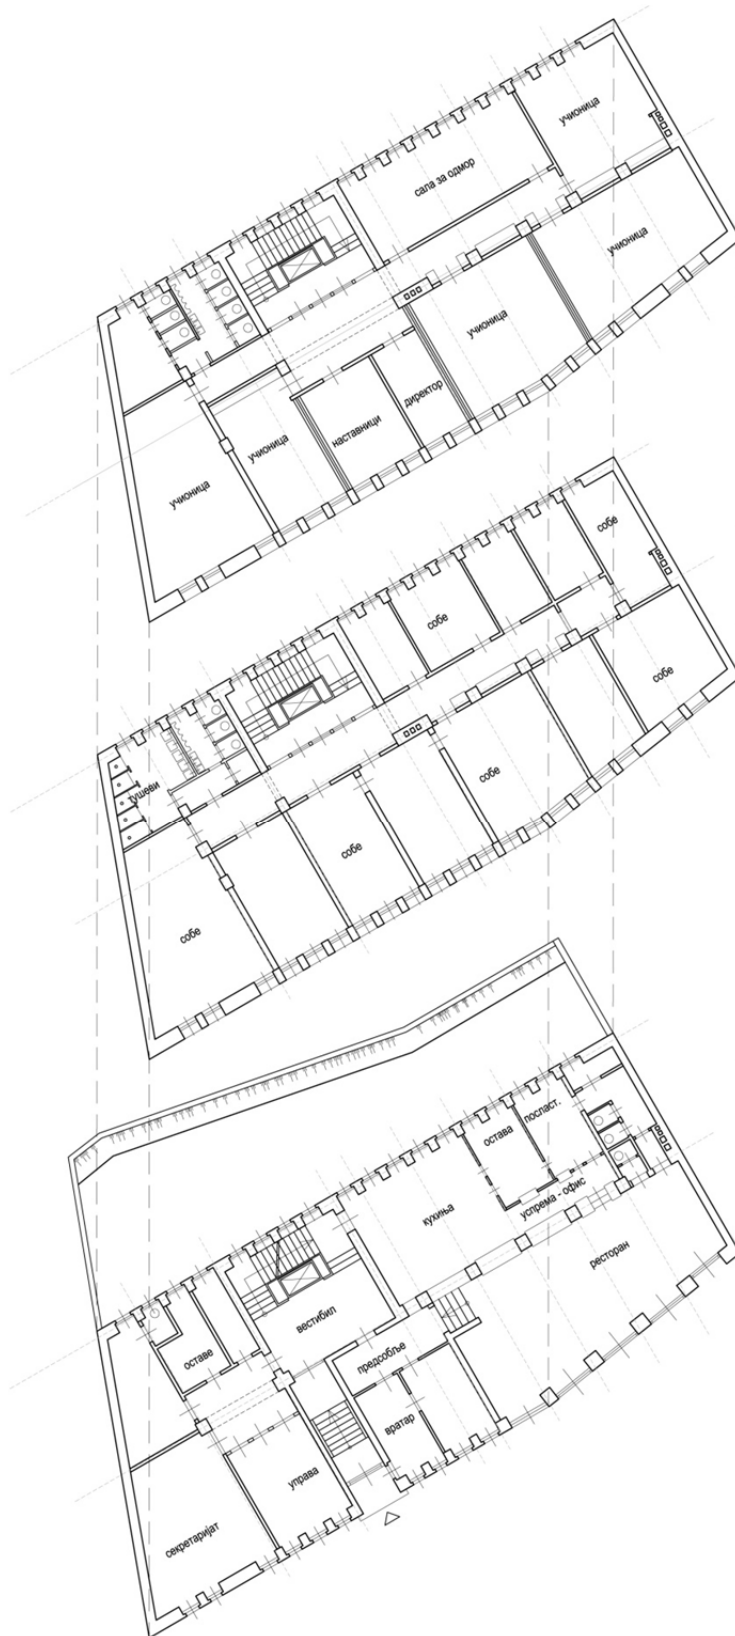 учионица
сала за одмор
учионица
учионица
директор
наставници
учионица
учионица
собе
собе
собе
собе
тушеви
собе
собе
посласт.
остава
успрема - офис
кухиња
ресторан
вестибил
предсобље
оставе
вратар
управа
секретаријат